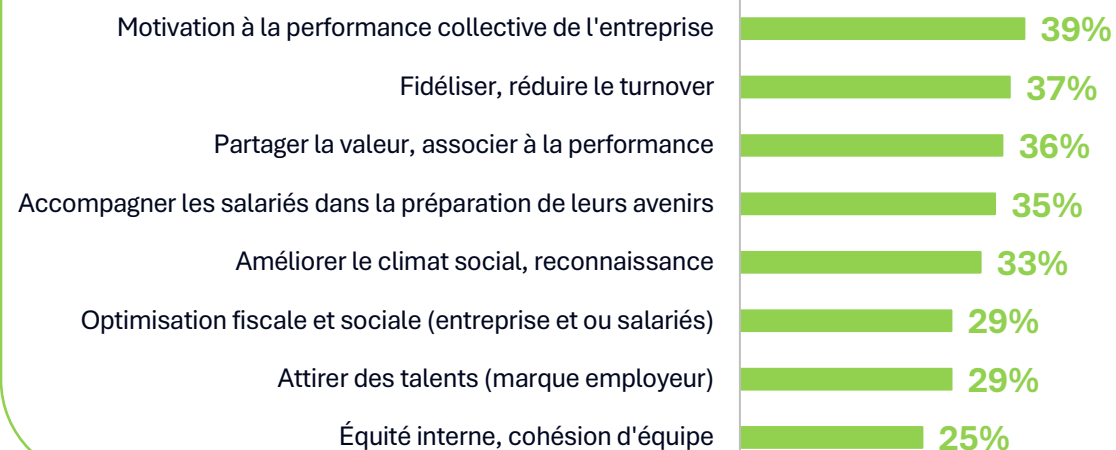 Motivation à la performance collective de l'entreprise 39%
Fidéliser, réduire le turnover 37%
Partager la valeur, associer à la performance 36%
Accompagner les salariés dans la préparation de leurs avenirs 35%
Améliorer le climat social, reconnaissance 33%
Optimisation fiscale et sociale (entreprise et ou salariés) 29%
Attirer des talents (marque employeur) 29%
Équité interne, cohésion d'équipe 25%